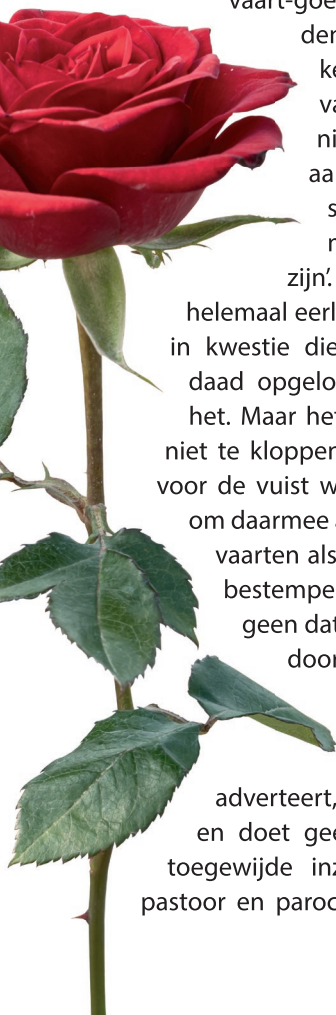 vaart-goe
der
ke
va
ni
aa
s
zijn'.
helemaal eerl
in kwestie die
daad opgelo
het. Maar het
niet te kloppen
voor de vuist w
om daarmee
vaarten als
bestempe
geen dat
door
adverteert,
en doet gee
toegewijde inz
pastoor en paroc